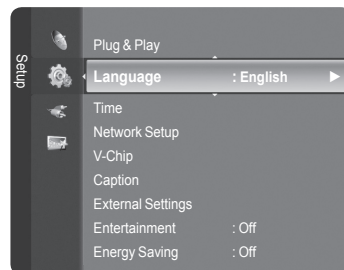 Setup
Plug & Play
Language : English
Time
Network Setup
V-Chip
Caption
External Settings
Entertainment : Off
Energy Saving : Off